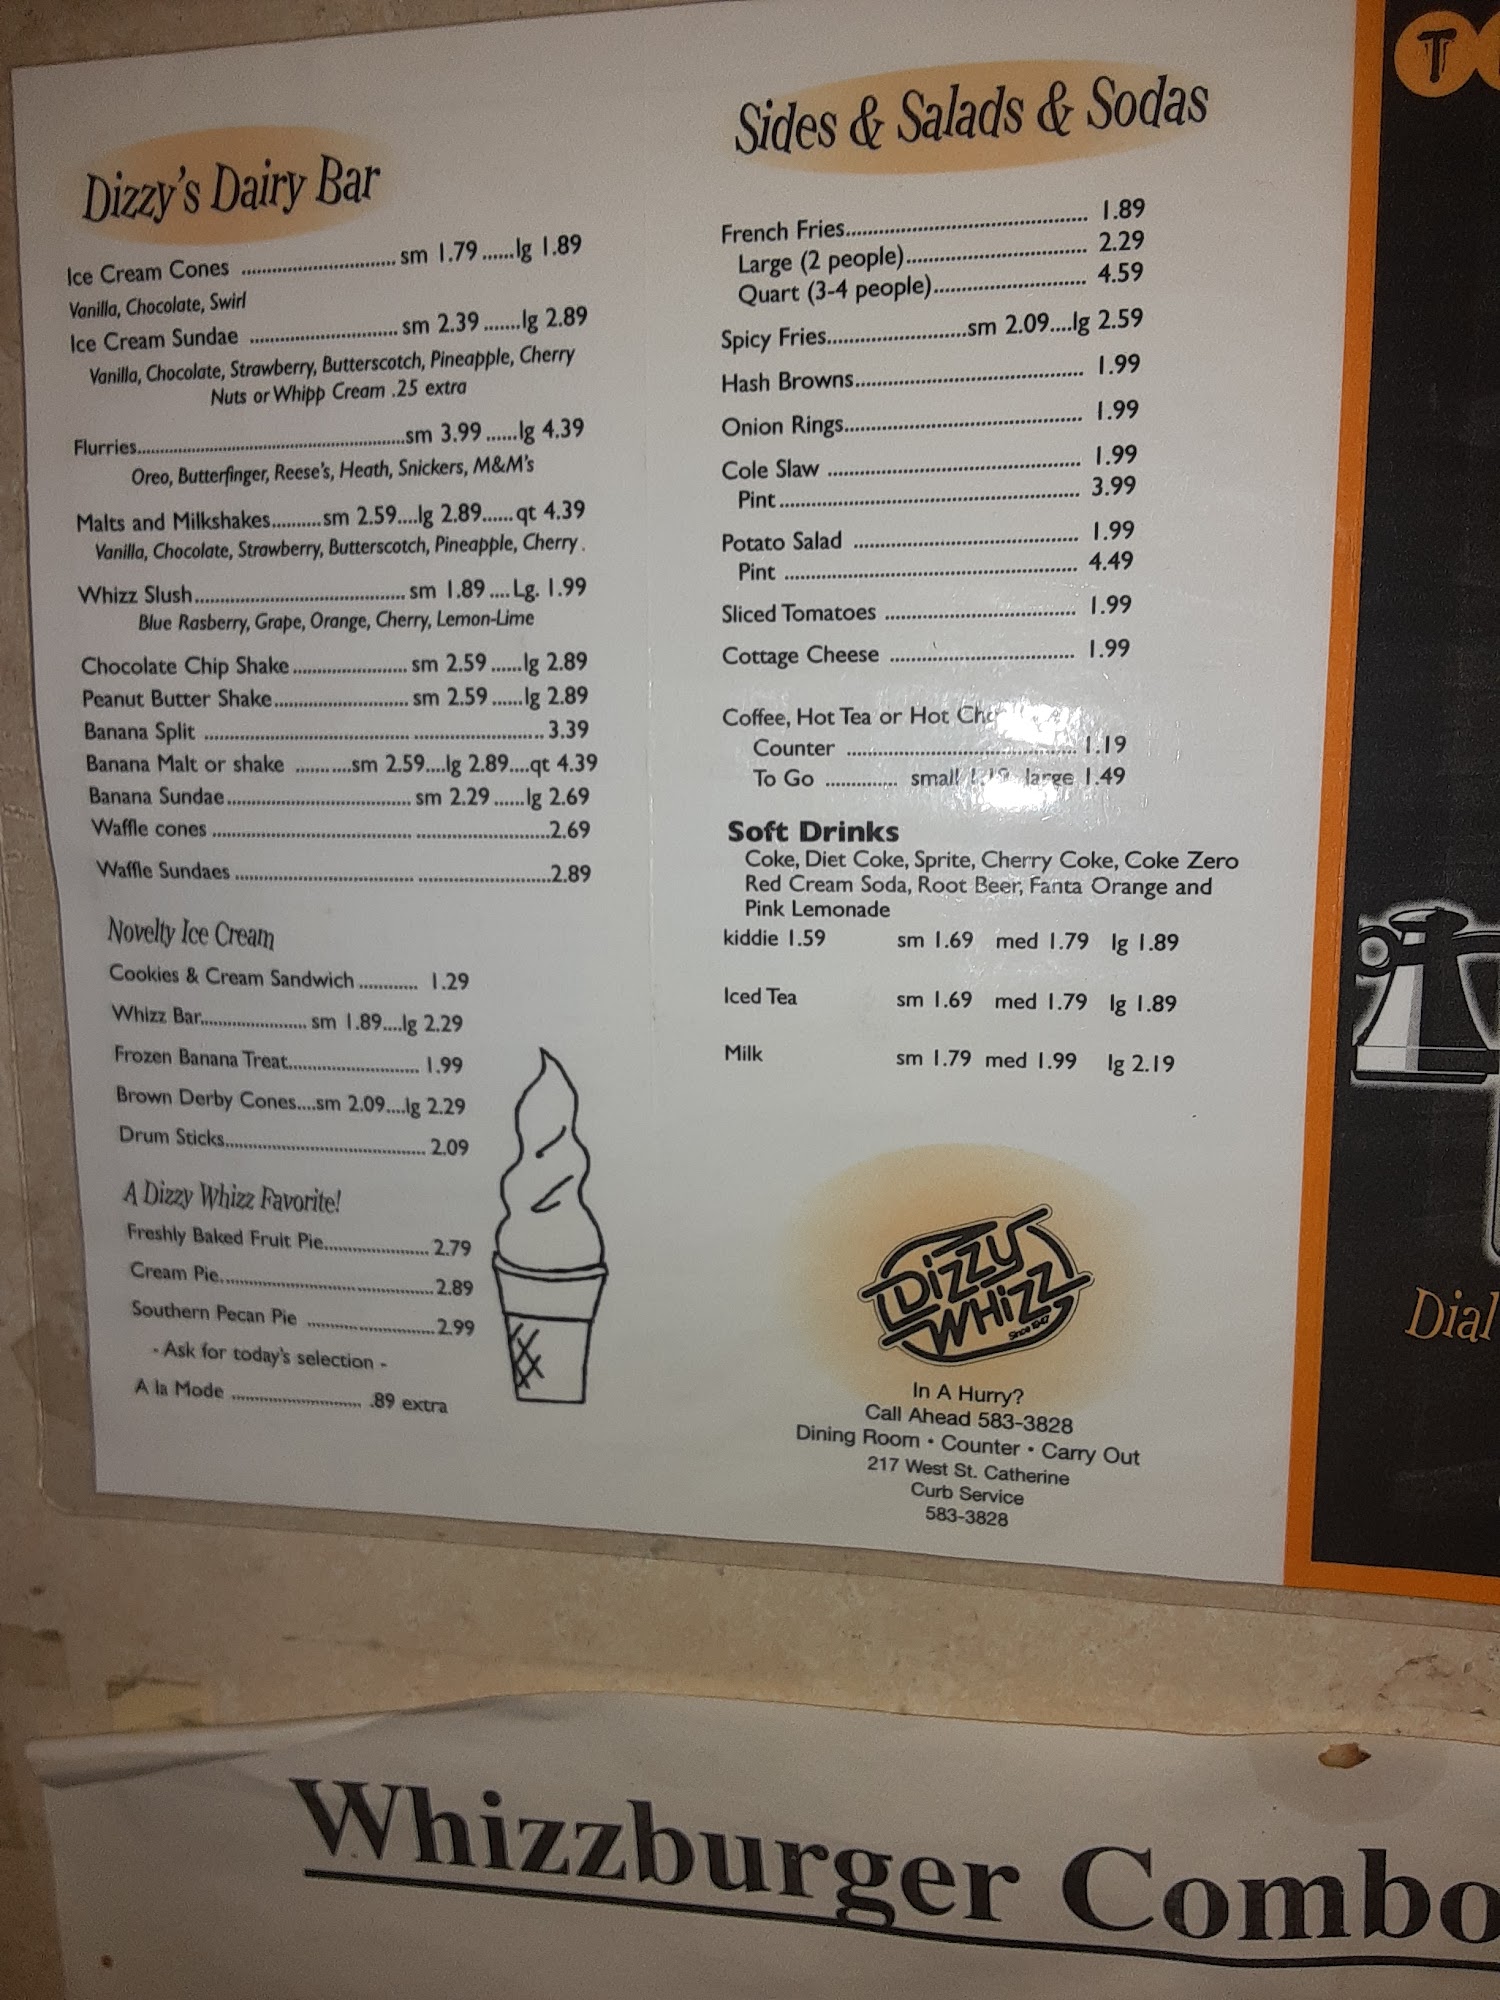 Dizzy's Dairy Bar
Ice Cream Cones ................................ sm 1.79 ......lg 1.89
Vanilla, Chocolate, Swirl
Ice Cream Sundae .............................. sm 2.39 .......lg 2.89
Vanilla, Chocolate, Strawberry, Butterscotch, Pineapple, Cherry
Nuts or Whipp Cream .25 extra
Flurries......................................................sm 3.99 ......lg 4.39
Oreo, Butterfinger, Reese's, Heath, Snickers, M&M's
Malts and Milkshakes..........sm 2.59....lg 2.89...... qt 4.39
Vanilla, Chocolate, Strawberry, Butterscotch, Pineapple, Cherry .
Whizz Slush.......................................... sm 1.89 .... Lg. 1.99
Blue Rasberry, Grape, Orange, Cherry, Lemon-Lime
Chocolate Chip Shake....................... sm 2.59 ......lg 2.89
Peanut Butter Shake........................... sm 2.59 ......lg 2.89
Banana Split .................................................................... 3.39
Banana Malt or shake ...........sm 2.59....lg 2.89....qt 4.39
Banana Sundae..................................... sm 2.29 ......lg 2.69
Waffle cones ...................................................................2.69
Waffle Sundaes ..............................................................2.89
Novelty Ice Cream
Cookies & Cream Sandwich ............ 1.29
Whizz Bar...................... sm 1.89....lg 2.29
Frozen Banana Treat........................... 1.99
Brown Derby Cones....sm 2.09....lg 2.29
Drum Sticks......................................... 2.09
A Dizzy Whizz Favorite!
Freshly Baked Fruit Pie...................... 2.79
Cream Pie............................................2.89
Southern Pecan Pie ..........................2.99
- Ask for today's selection -
A la Mode .......................... .89 extra
Sides & Salads & Sodas
French Fries................................................. 1.89
Large (2 people)..................................... 2.29
Quart (3-4 people)............................... 4.59
Spicy Fries............................sm 2.09....lg 2.59
Hash Browns.............................................. 1.99
Onion Rings................................................ 1.99
Cole Slaw ................................................... 1.99
Pint............................................................ 3.99
Potato Salad .............................................. 1.99
Pint ........................................................... 4.49
Sliced Tomatoes ....................................... 1.99
Cottage Cheese ..................................... 1.99
Coffee, Hot Tea or Hot
Counter .............................................. 1.19
To Go .............. small large 1.49
Soft Drinks
Coke, Diet Coke, Sprite, Cherry Coke, Coke Zero
Red Cream Soda, Root Beer, Fanta Orange and
Pink Lemonade
kiddie 1.59 sm 1.69 med 1.79 lg 1.89
Iced Tea sm 1.69 med 1.79 lg 1.89
Milk sm 1.79 med 1.99 lg 2.19
Dizzy
Whizz
Since 1947
In A Hurry?
Call Ahead 583-3828
Dining Room • Counter • Carry Out
217 West St. Catherine
Curb Service
583-3828
T
Dial
Whizzburger Combo